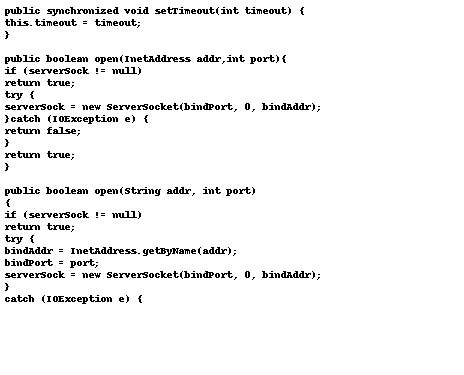 public synchronized void setTimeout(int timeout) {
this.timeout = timeout;
}
public boolean open(InetAddress addr,int port){
if (serverSock != null)
return true;
try {
serverSock = new ServerSocket(bindPort, 0, bindAddr);
}catch (IOException e) {
return false;
}
return true;
}
public boolean open(String addr, int port)
{
if (serverSock != null)
return true;
try {
bindAddr = InetAddress.getByName(addr);
bindPort = port;
serverSock = new ServerSocket(bindPort, 0, bindAddr);
}
catch (IOException e) {